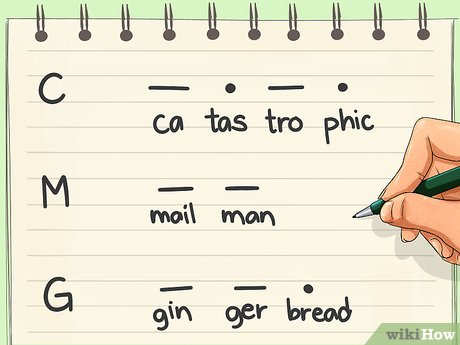 C — • — •
ca tas tro phic
M — —
mail man
G — — •
gin ger bread
wikiHow